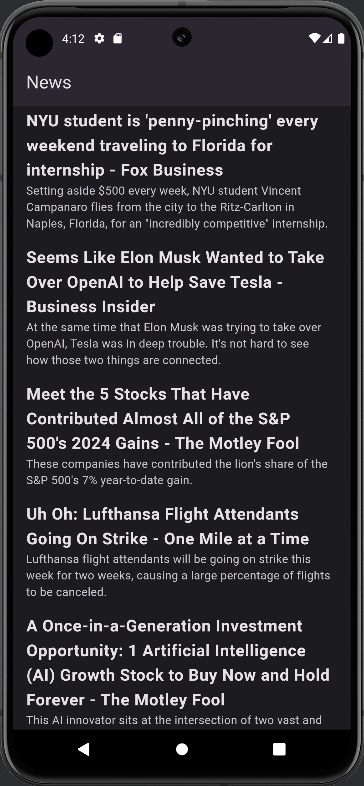 4:12
News
NYU student is 'penny-pinching' every
weekend traveling to Florida for
internship - Fox Business
Setting aside $500 every week, NYU student Vincent
Campanaro flies from the city to the Ritz-Carlton in
Naples, Florida, for an "incredibly competitive" internship.
Seems Like Elon Musk Wanted to Take
Over OpenAI to Help Save Tesla -
Business Insider
At the same time that Elon Musk was trying to take over
OpenAI, Tesla was in deep trouble. It's not hard to see
how those two things are connected.
Meet the 5 Stocks That Have
Contributed Almost All of the S&P
500's 2024 Gains - The Motley Fool
These companies have contributed the lion's share of the
S&P 500's 7% year-to-date gain.
Uh Oh: Lufthansa Flight Attendants
Going On Strike - One Mile at a Time
Lufthansa flight attendants will be going on strike this
week for two weeks, causing a large percentage of flights
to be canceled.
A Once-in-a-Generation Investment
Opportunity: 1 Artificial Intelligence
(AI) Growth Stock to Buy Now and Hold
Forever - The Motley Fool
This AI innovator sits at the intersection of two vast and